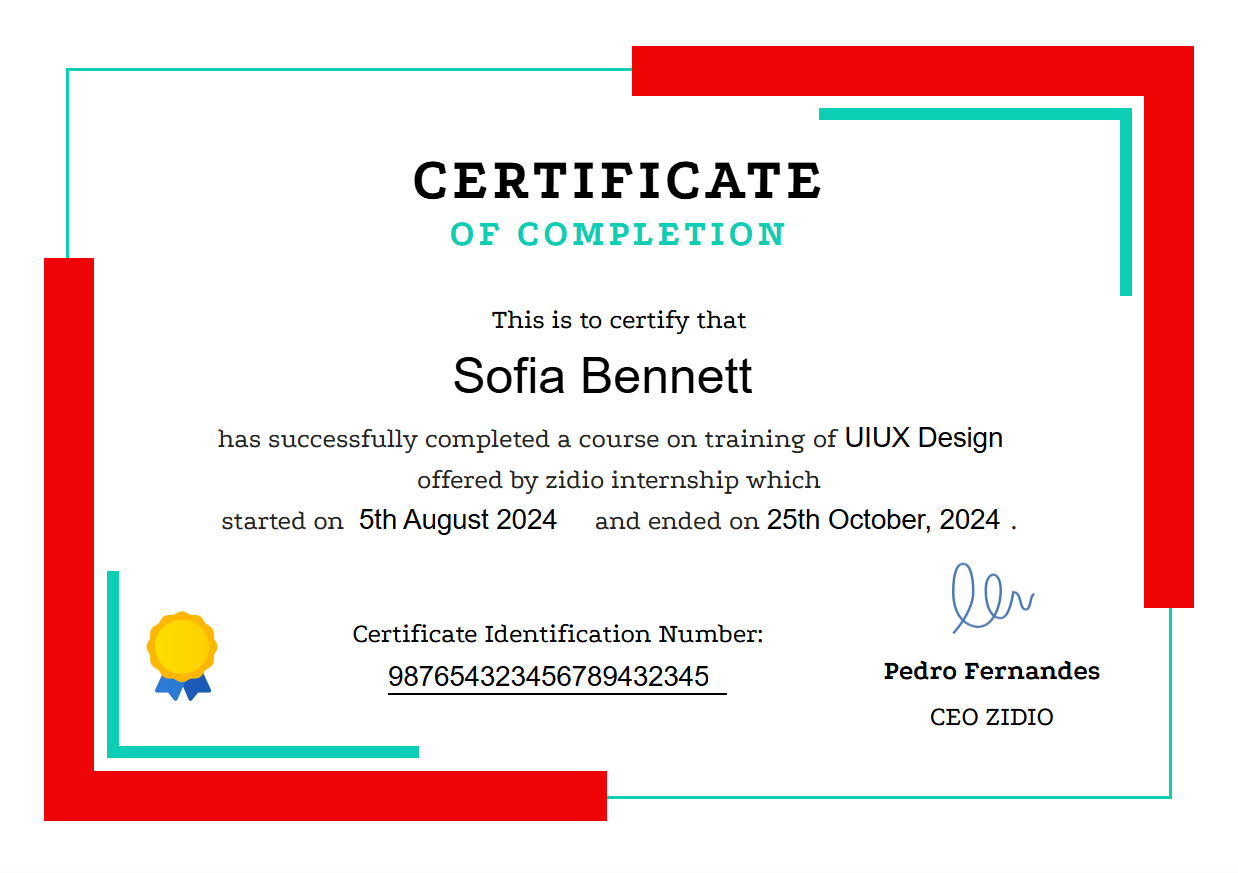 CERTIFICATE
OF COMPLETION
This is to certify that
Sofia Bennett
has successfully completed a course on training of UIUX Design
offered by zidio internship which
started on 5th August 2024 and ended on 25th October, 2024 .
Certificate Identification Number:
987654323456789432345
Pedro Fernandes
CEO ZIDIO